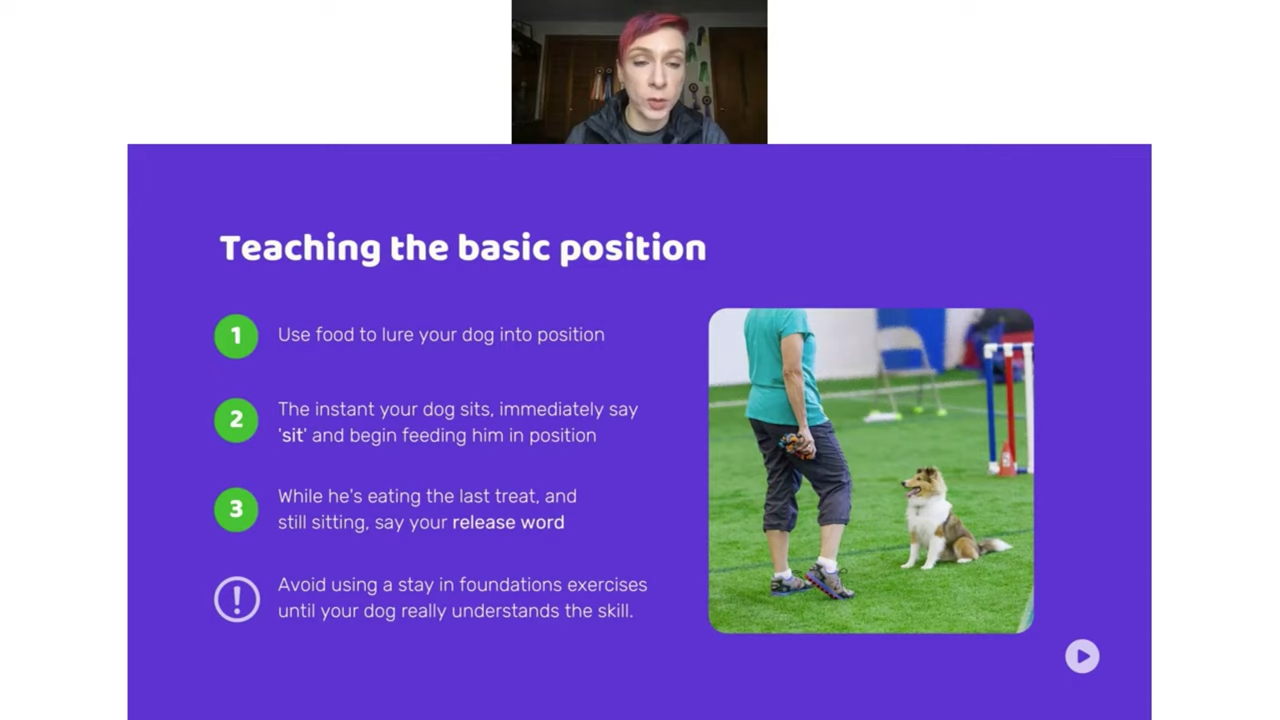 Teaching the basic position
1 Use food to lure your dog into position
2 The instant your dog sits, immediately say
'sit' and begin feeding him in position
3 While he's eating the last treat, and
still sitting, say your release word
! Avoid using a stay in foundations exercises
until your dog really understands the skill.